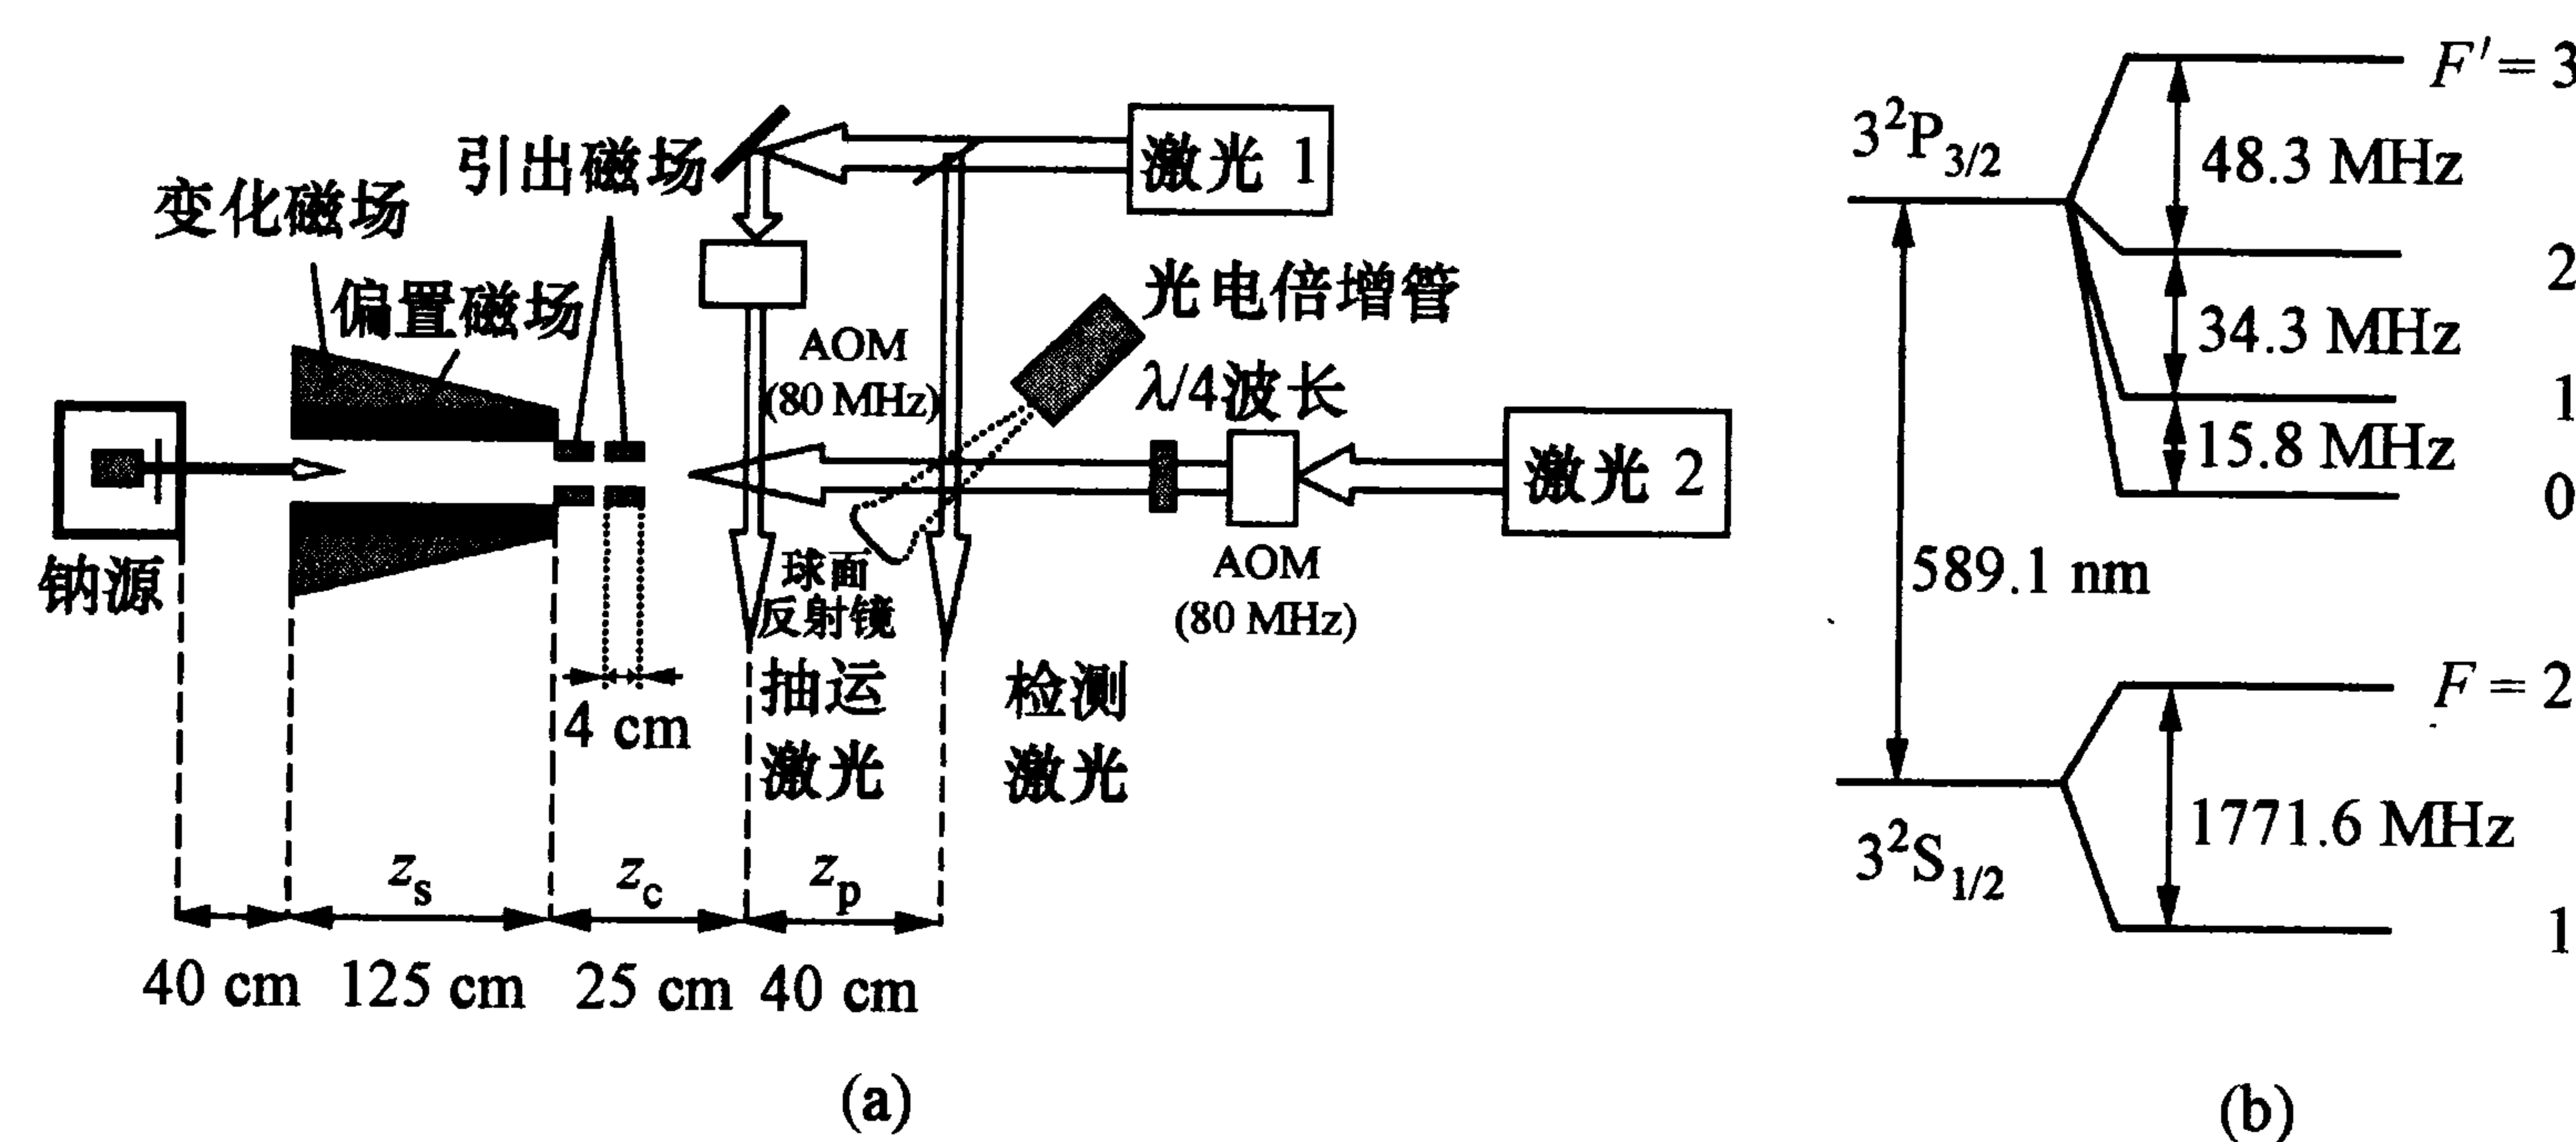 引出磁场
激光 1
变化磁场
偏置磁场
AOM
(80 MHz)
光电倍增管
λ/4波长
激光 2
AOM
(80 MHz)
钠源
球面
反射镜
4 cm
抽运
激光
检测
激光
z_s
z_c
z_p
40 cm
125 cm
25 cm
40 cm
(a)
F′ = 3
3²P₃/₂
48.3 MHz
2
34.3 MHz
1
15.8 MHz
0
589.1 nm
F = 2
1771.6 MHz
3²S₁/₂
1
(b)